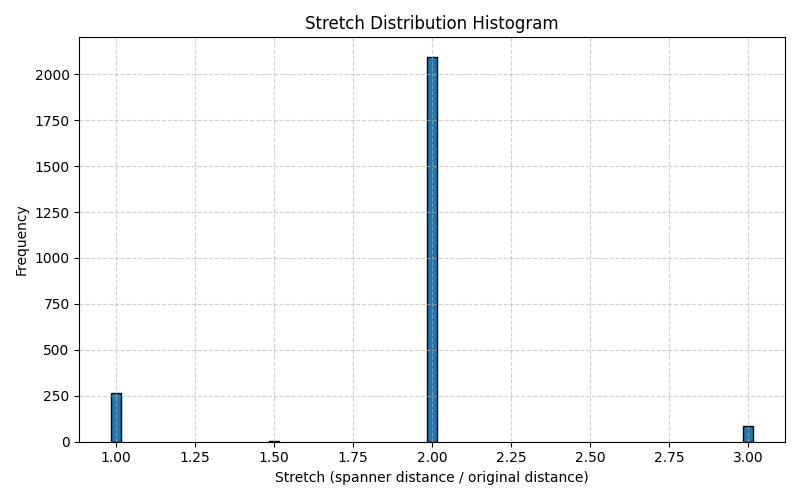 Stretch Distribution Histogram
Frequency
2000
1750
1500
1250
1000
750
500
250
0
1.00 1.25 1.50 1.75 2.00 2.25 2.50 2.75 3.00
Stretch (spanner distance / original distance)